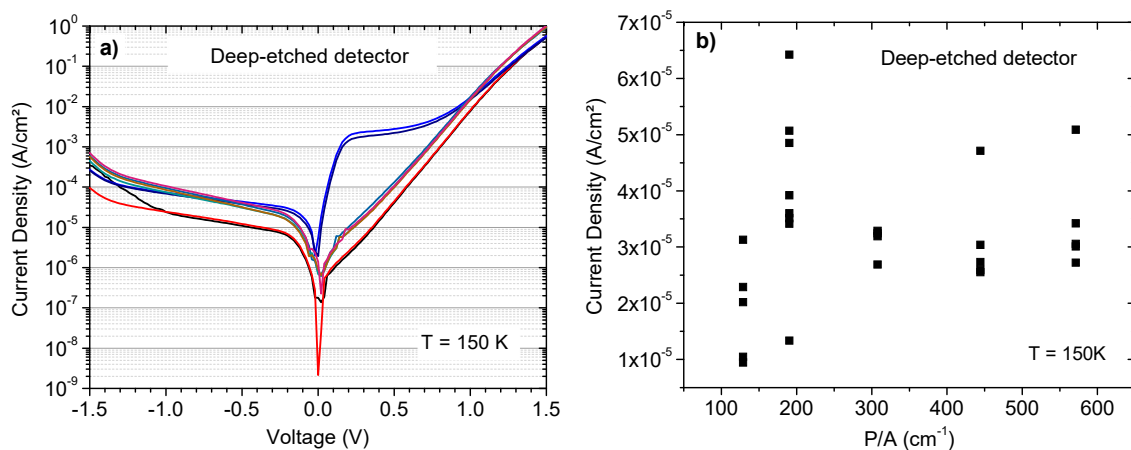 a)
Deep-etched detector
T = 150 K
Current Density (A/cm²)
10⁰
10⁻¹
10⁻²
10⁻³
10⁻⁴
10⁻⁵
10⁻⁶
10⁻⁷
10⁻⁸
10⁻⁹
-1.5 -1.0 -0.5 0.0 0.5 1.0 1.5
Voltage (V)
b)
Deep-etched detector
T = 150K
Current Density (A/cm²)
7x10⁻⁵
6x10⁻⁵
5x10⁻⁵
4x10⁻⁵
3x10⁻⁵
2x10⁻⁵
1x10⁻⁵
100 200 300 400 500 600
P/A (cm⁻¹)